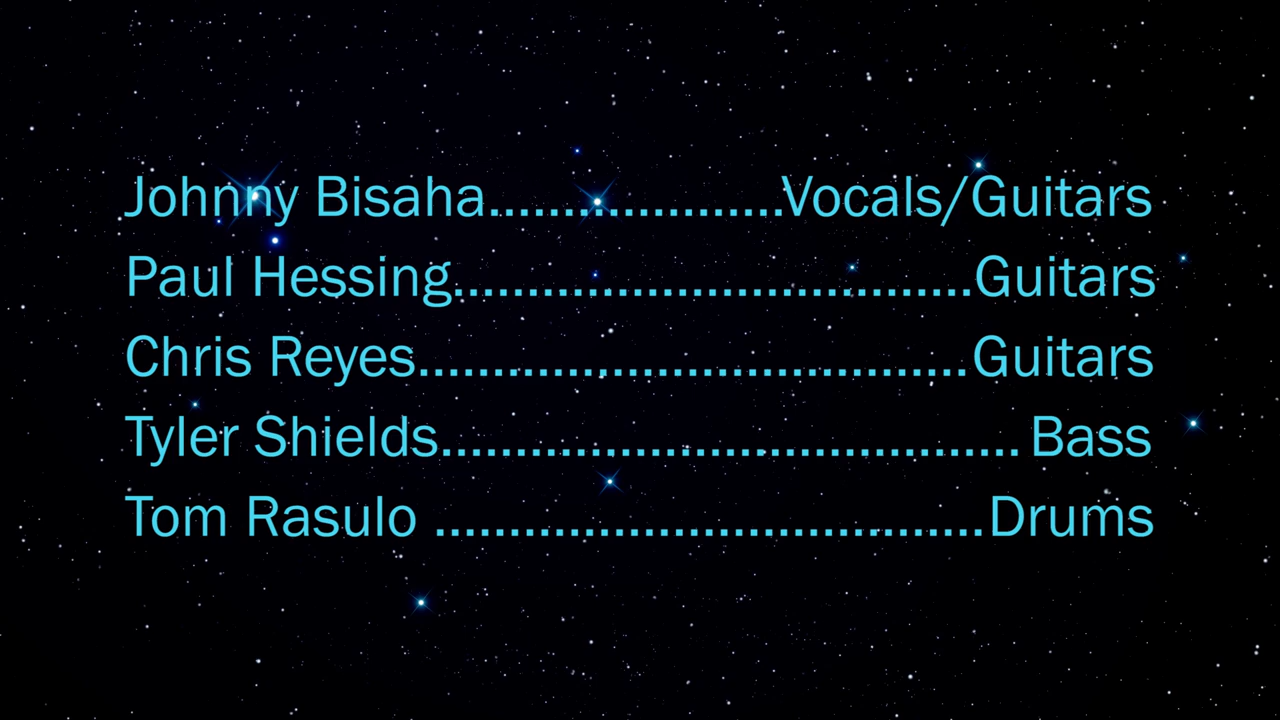 Johnny Bisaha....................Vocals/Guitars
Paul Hessing...................................Guitars
Chris Reyes.....................................Guitars
Tyler Shields....................................... Bass
Tom Rasulo .....................................Drums